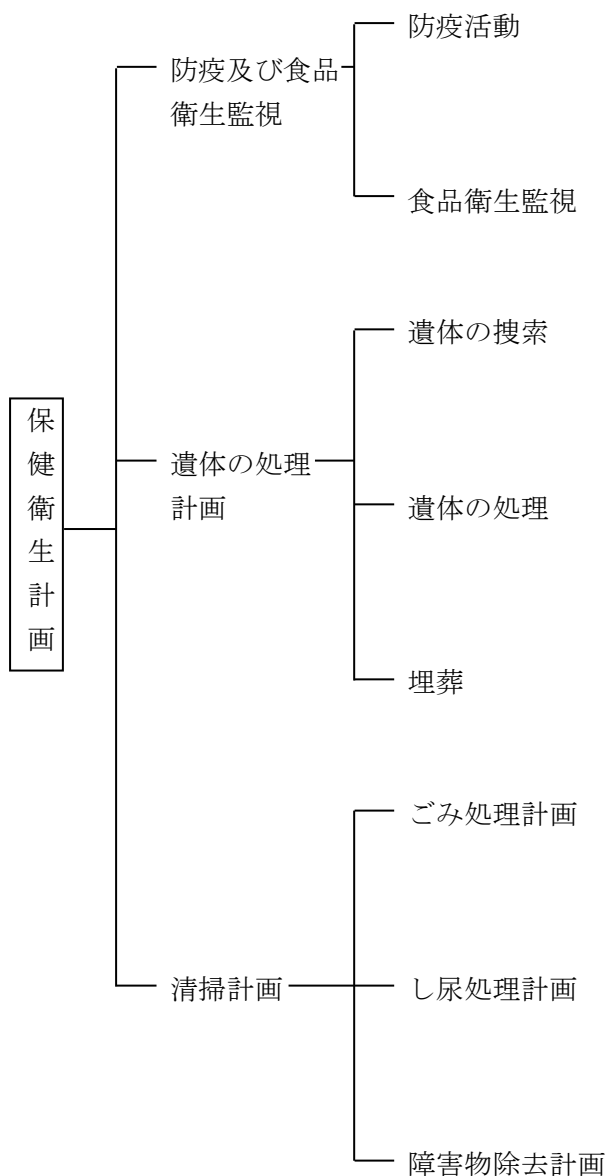 保健衛生計画
防疫及び食品
衛生監視
防疫活動
食品衛生監視
遺体の処理
計画
遺体の捜索
遺体の処理
埋葬
清掃計画
ごみ処理計画
し尿処理計画
障害物除去計画